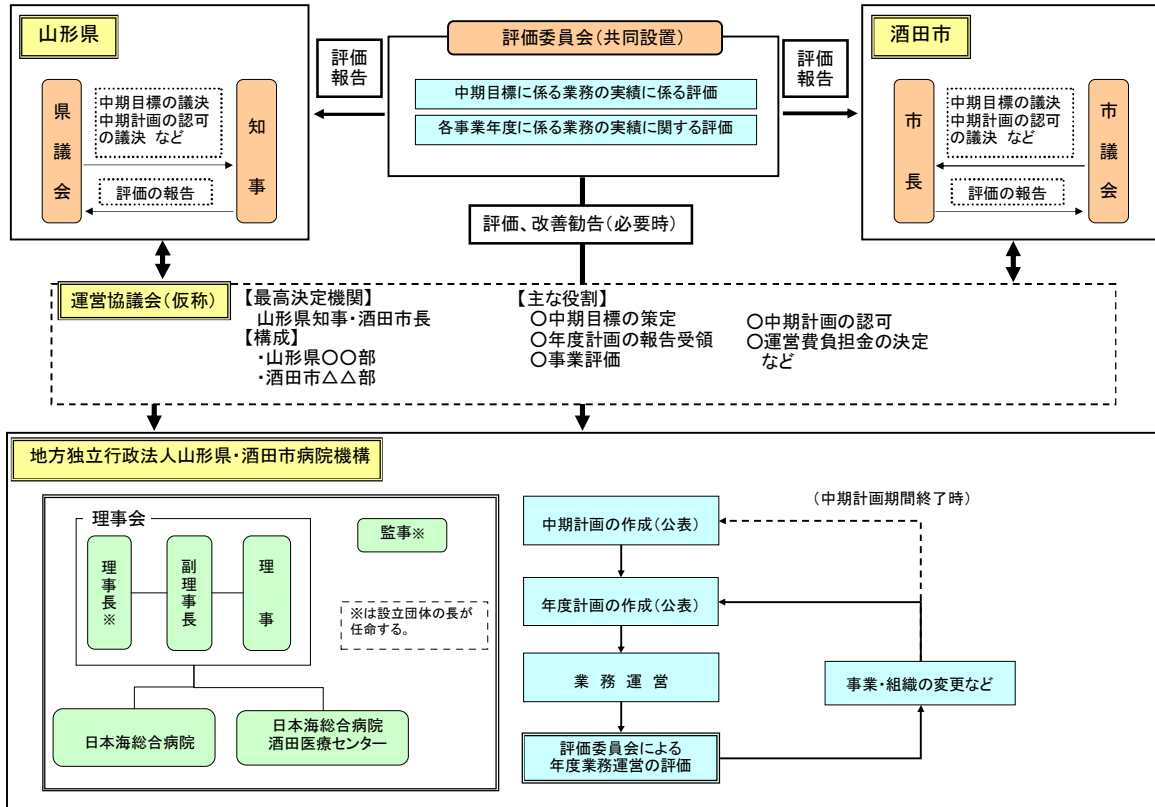 山形県
県議会
中期目標の議決
中期計画の認可
の議決 など
評価の報告
知事
評価
報告
評価委員会(共同設置)
中期目標に係る業務の実績に係る評価
各事業年度に係る業務の実績に関する評価
評価
報告
酒田市
市長
中期目標の議決
中期計画の認可
の議決 など
評価の報告
市議会
評価、改善勧告(必要時)
運営協議会(仮称)
【最高決定機関】
山形県知事・酒田市長
【構成】
・山形県〇〇部
・酒田市△△部
【主な役割】
〇中期目標の策定
〇年度計画の報告受領
〇事業評価
〇中期計画の認可
〇運営費負担金の決定
など
地方独立行政法人山形県・酒田市病院機構
理事会
理事長※
副理事長
理事
監事※
※は設立団体の長が
任命する。
日本海総合病院
日本海総合病院
酒田医療センター
(中期計画期間終了時)
中期計画の作成(公表)
年度計画の作成(公表)
業 務 運 営
評価委員会による
年度業務運営の評価
事業・組織の変更など